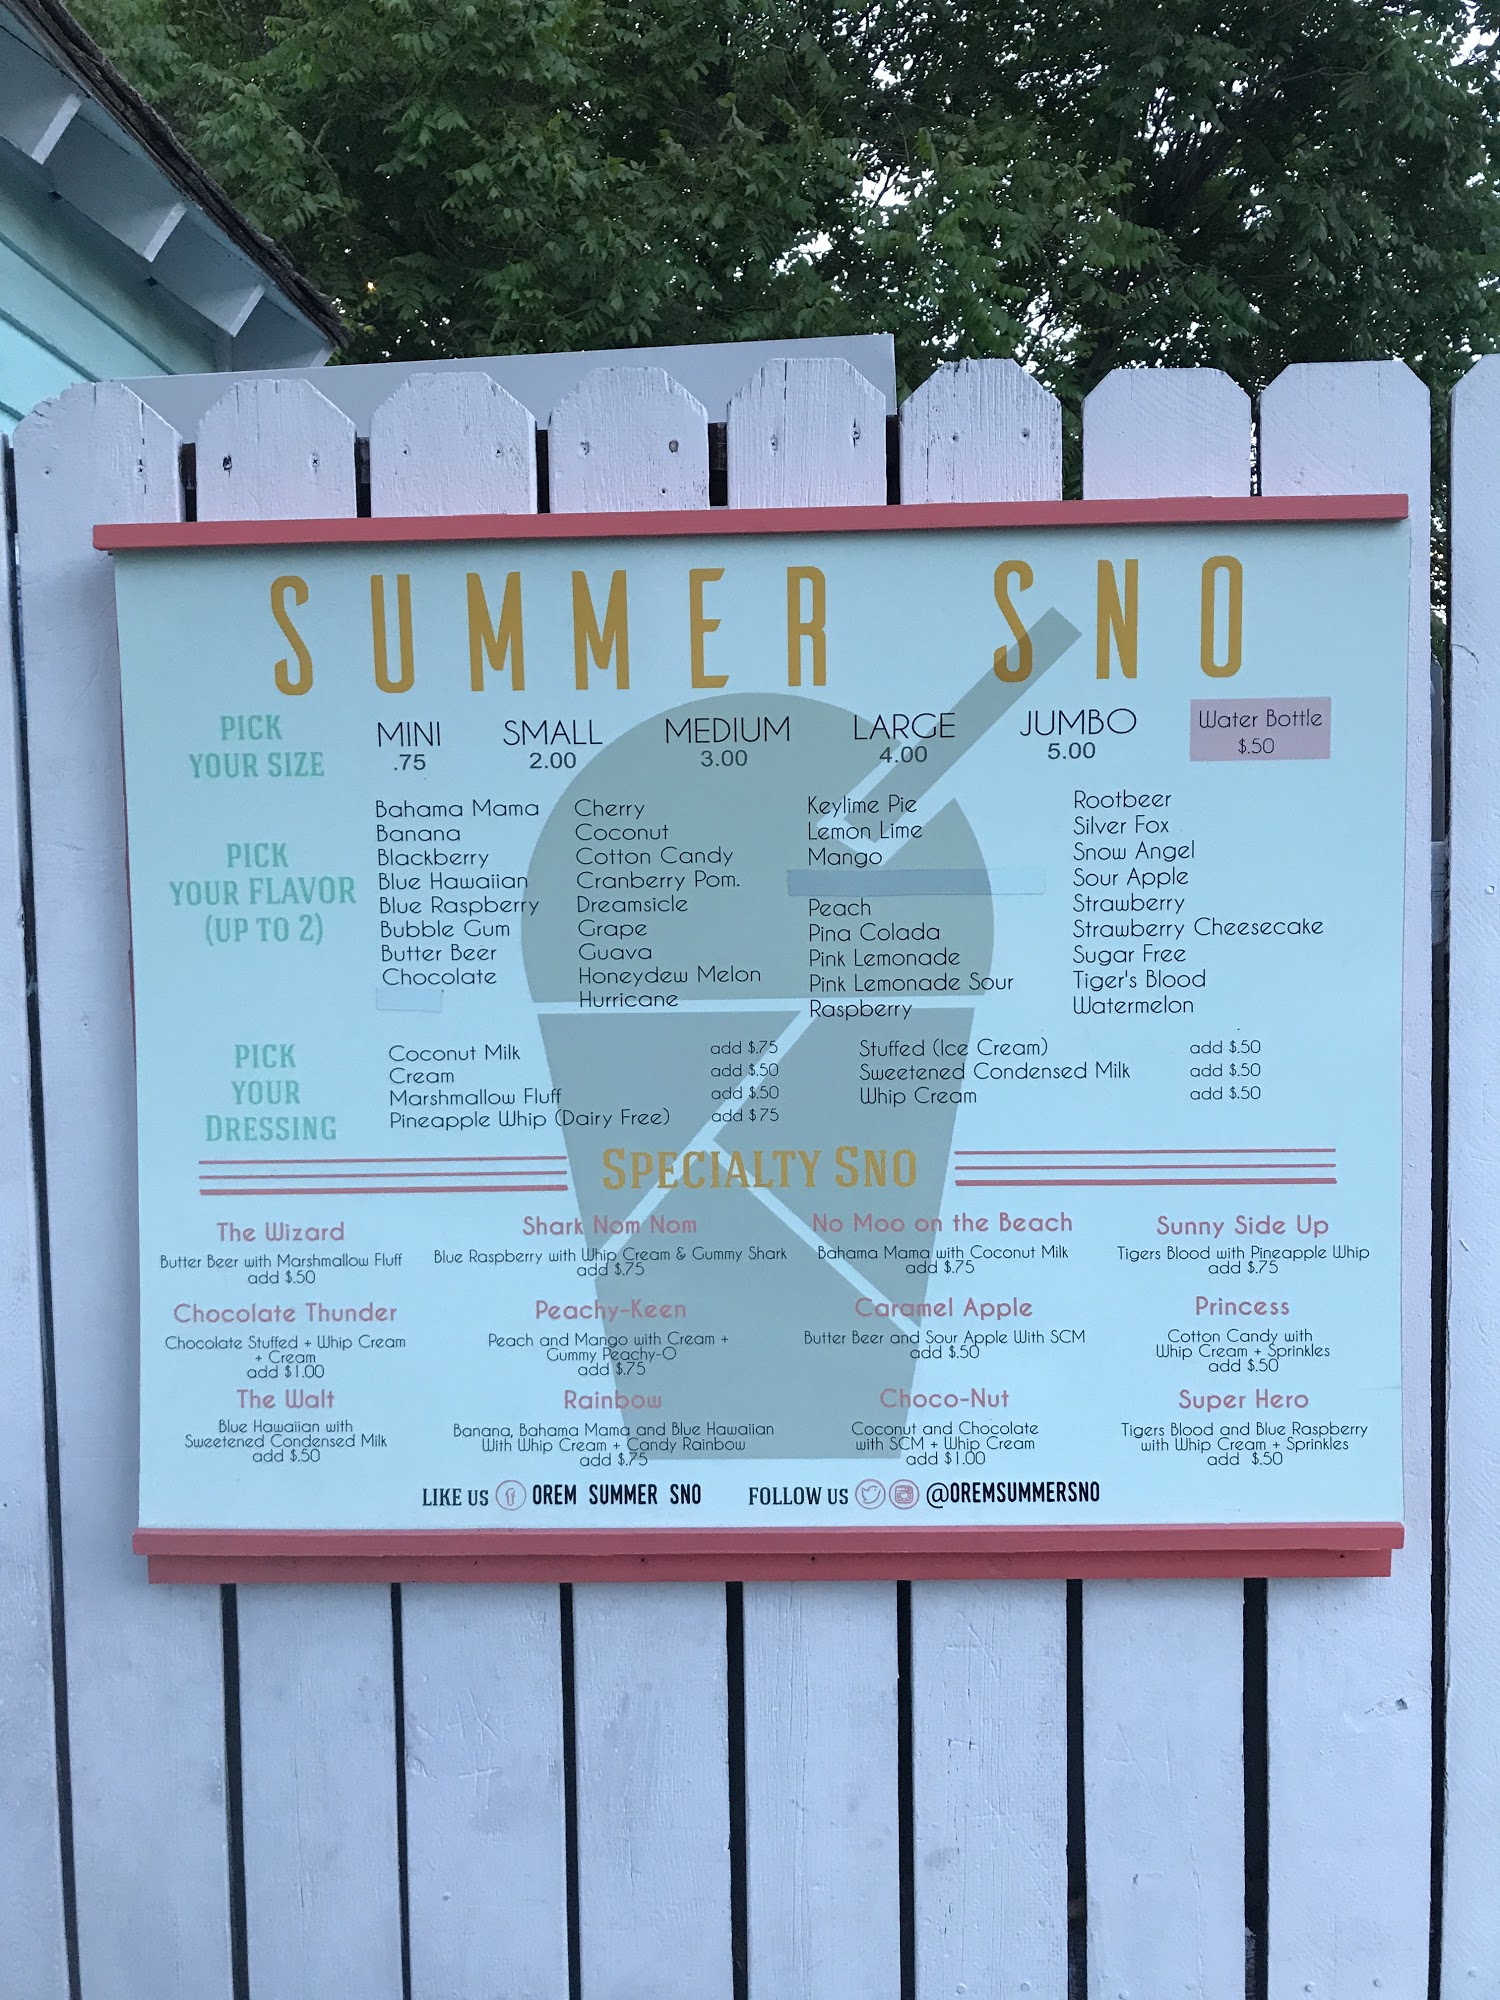 SUMMER SNO
PICK
YOUR SIZE
MINI SMALL MEDIUM LARGE JUMBO
.75 2.00 3.00 4.00 5.00
Water Bottle
$.50
PICK
YOUR FLAVOR
(UP TO 2)
Bahama Mama
Banana
Blackberry
Blue Hawaiian
Blue Raspberry
Bubble Gum
Butter Beer
Chocolate
Cherry
Coconut
Cotton Candy
Cranberry Pom.
Dreamsicle
Grape
Guava
Honeydew Melon
Hurricane
Keylime Pie
Lemon Lime
Mango
Peach
Pina Colada
Pink Lemonade
Pink Lemonade Sour
Raspberry
Rootbeer
Silver Fox
Snow Angel
Sour Apple
Strawberry
Strawberry Cheesecake
Sugar Free
Tiger's Blood
Watermelon
PICK
YOUR
DRESSING
Coconut Milk add $.75
Cream add $.50
Marshmallow Fluff add $.50
Pineapple Whip (Dairy Free) add $75
Stuffed (Ice Cream) add $.50
Sweetened Condensed Milk add $.50
Whip Cream add $.50
SPECIALTY SNO
The Wizard
Butter Beer with Marshmallow Fluff
add $.50
Shark Nom Nom
Blue Raspberry with Whip Cream & Gummy Shark
add $.75
No Moo on the Beach
Bahama Mama with Coconut Milk
add $.75
Sunny Side Up
Tigers Blood with Pineapple Whip
add $.75
Chocolate Thunder
Chocolate Stuffed + Whip Cream
+ Cream
add $1.00
Peachy-Keen
Peach and Mango with Cream +
Gummy Peachy-O
add $.75
Caramel Apple
Butter Beer and Sour Apple With SCM
add $.50
Princess
Cotton Candy with
Whip Cream + Sprinkles
add $.50
The Walt
Blue Hawaiian with
Sweetened Condensed Milk
add $.50
Rainbow
Banana, Bahama Mama and Blue Hawaiian
With Whip Cream + Candy Rainbow
add $.75
Choco-Nut
Coconut and Chocolate
with SCM + Whip Cream
add $1.00
Super Hero
Tigers Blood and Blue Raspberry
with Whip Cream + Sprinkles
add $.50
LIKE US f OREM SUMMER SNO FOLLOW US @OREMSUMMERSNO